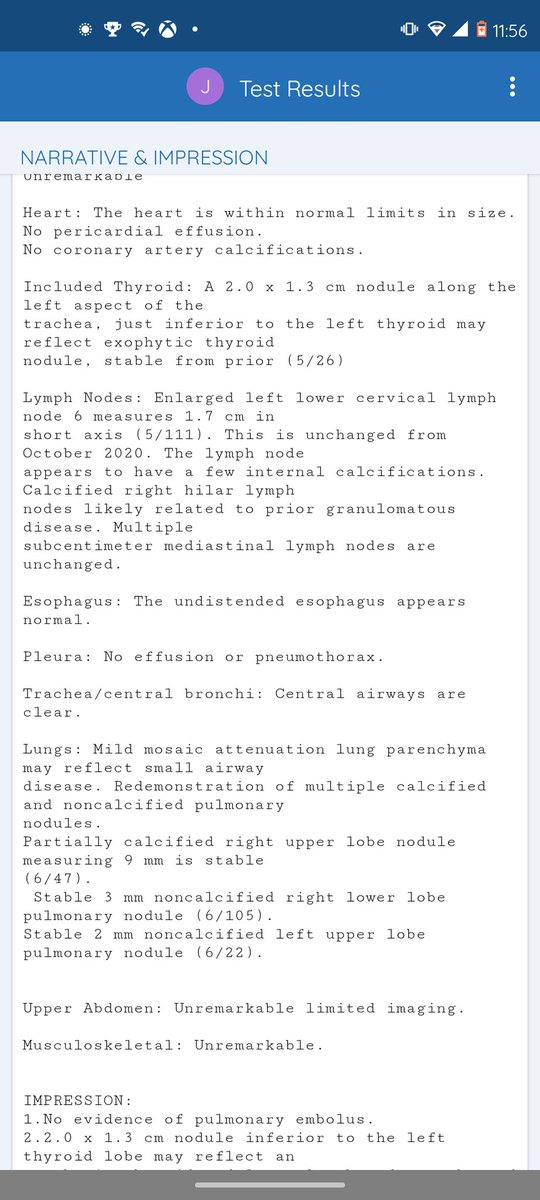 11:56
J
Test Results
NARRATIVE & IMPRESSION
Unremarkable
Heart: The heart is within normal limits in size.
No pericardial effusion.
No coronary artery calcifications.
Included Thyroid: A 2.0 x 1.3 cm nodule along the
left aspect of the
trachea, just inferior to the left thyroid may
reflect exophytic thyroid
nodule, stable from prior (5/26)
Lymph Nodes: Enlarged left lower cervical lymph
node 6 measures 1.7 cm in
short axis (5/111). This is unchanged from
October 2020. The lymph node
appears to have a few internal calcifications.
Calcified right hilar lymph
nodes likely related to prior granulomatous
disease. Multiple
subcentimeter mediastinal lymph nodes are
unchanged.
Esophagus: The undistended esophagus appears
normal.
Pleura: No effusion or pneumothorax.
Trachea/central bronchi: Central airways are
clear.
Lungs: Mild mosaic attenuation lung parenchyma
may reflect small airway
disease. Redemonstration of multiple calcified
and noncalcified pulmonary
nodules.
Partially calcified right upper lobe nodule
measuring 9 mm is stable
(6/47).
Stable 3 mm noncalcified right lower lobe
pulmonary nodule (6/105).
Stable 2 mm noncalcified left upper lobe
pulmonary nodule (6/22).
Upper Abdomen: Unremarkable limited imaging.
Musculoskeletal: Unremarkable.
IMPRESSION:
1.No evidence of pulmonary embolus.
2.2.0 x 1.3 cm nodule inferior to the left
thyroid lobe may reflect an